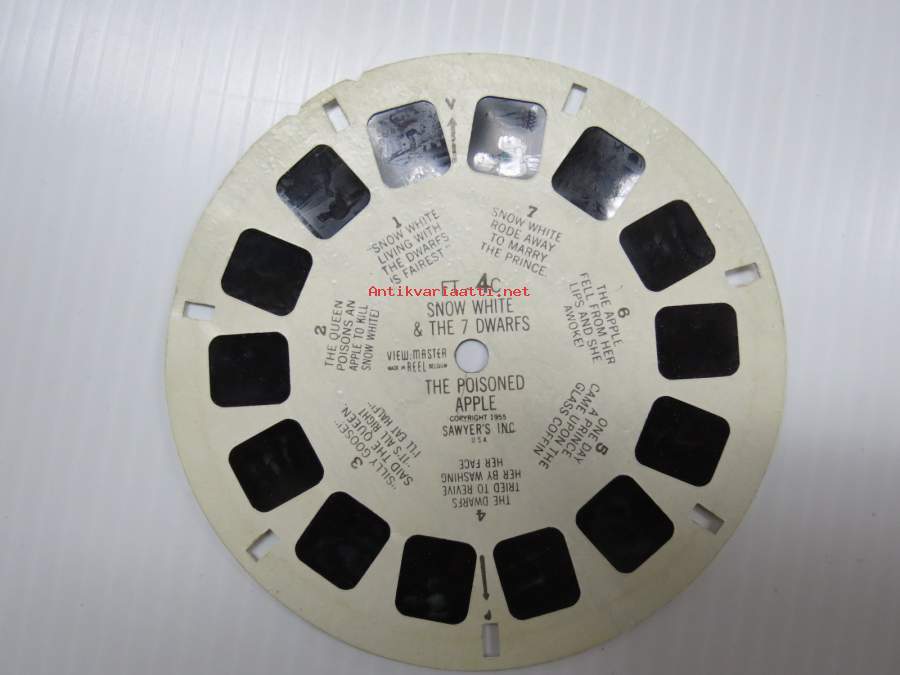 FT 4C
Antikvariaatti.net
SNOW WHITE
& THE 7 DWARFS
VIEW-MASTER
MADE IN REEL BELGIUM
THE POISONED
APPLE
COPYRIGHT 1955
SAWYER'S INC
U.S.A.
1
"SNOW WHITE
LIVING WITH
THE DWARFS
IS FAIREST"
2
THE QUEEN
POISONS AN
APPLE TO KILL
SNOW WHITE!
3
"SILLY GOOSE!"
SAID THE QUEEN.
"IT'S ALL RIGHT
I'LL EAT HALF!"
4
THE DWARFS
TRIED TO REVIVE
HER BY WASHING
HER FACE
5
ONE DAY
A PRINCE
CAME UPON THE
GLASS COFFIN
6
THE APPLE
FELL FROM HER
LIPS AND SHE
AWOKE!
7
SNOW WHITE
RODE AWAY
TO MARRY
THE PRINCE.